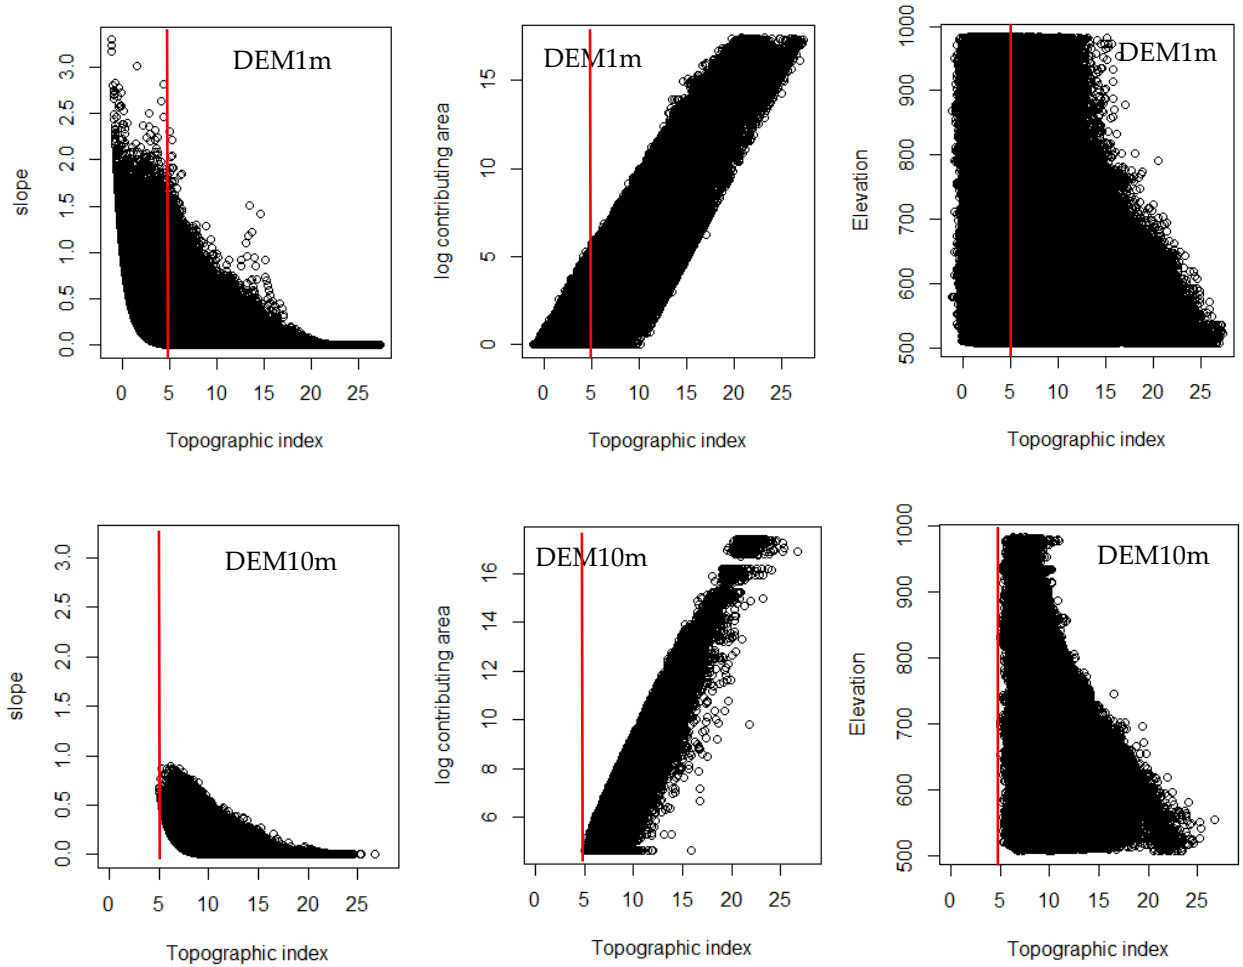 DEM1m
slope
0.0 0.5 1.0 1.5 2.0 2.5 3.0
0 5 10 15 20 25
Topographic index
DEM1m
log contributing area
0 5 10 15
0 5 10 15 20 25
Topographic index
DEM1m
Elevation
500 600 700 800 900 1000
0 5 10 15 20 25
Topographic index
DEM10m
slope
0.0 0.5 1.0 1.5 2.0 2.5 3.0
0 5 10 15 20 25
Topographic index
DEM10m
log contributing area
6 8 10 12 14 16
0 5 10 15 20 25
Topographic index
DEM10m
Elevation
500 600 700 800 900 1000
0 5 10 15 20 25
Topographic index